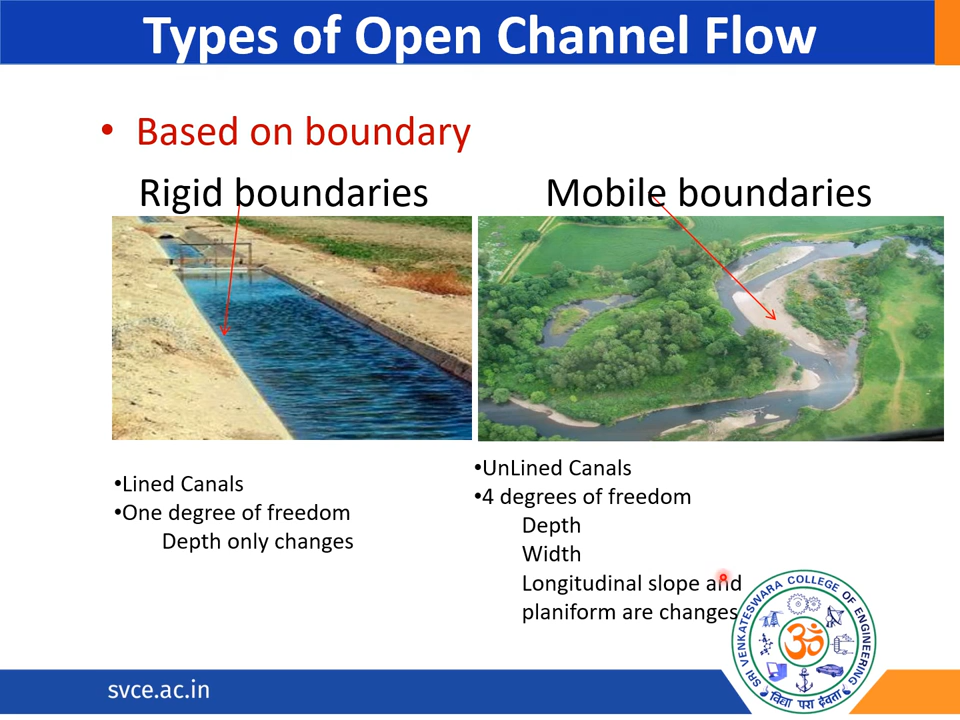 Types of Open Channel Flow
• Based on boundary
Rigid boundaries
Mobile boundaries
•Lined Canals
•One degree of freedom
Depth only changes
•UnLined Canals
•4 degrees of freedom
Depth
Width
Longitudinal slope and
planiform are changes
SRI VENKATESWARA COLLEGE OF ENGINEERING
ॐ
विद्या परा देवता
svce.ac.in